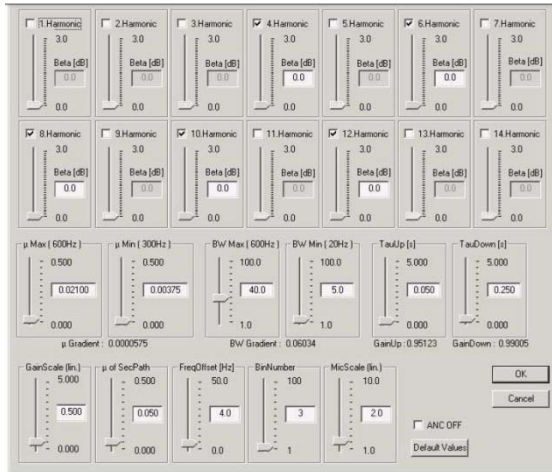 1.Harmonic 2.Harmonic 3.Harmonic 4.Harmonic 5.Harmonic 6.Harmonic 7.Harmonic
3.0 3.0 3.0 3.0 3.0 3.0 3.0
Beta [dB] Beta [dB] Beta [dB] Beta [dB] Beta [dB] Beta [dB] Beta [dB]
0.0 0.0 0.0 0.0 0.0 0.0 0.0
0.0 0.0 0.0 0.0 0.0 0.0 0.0
8.Harmonic 9.Harmonic 10.Harmonic 11.Harmonic 12.Harmonic 13.Harmonic 14.Harmonic
3.0 3.0 3.0 3.0 3.0 3.0 3.0
Beta [dB] Beta [dB] Beta [dB] Beta [dB] Beta [dB] Beta [dB] Beta [dB]
0.0 0.0 0.0 0.0 0.0 0.0 0.0
0.0 0.0 0.0 0.0 0.0 0.0 0.0
µ Max ( 600Hz ) µ Min ( 300Hz ) BW Max ( 600Hz ) BW Min ( 20Hz ) TauUp [s] TauDown [s]
0.500 0.500 100.0 100.0 5.000 5.000
0.02100 0.00375 40.0 5.0 0.050 0.250
0.000 0.000 1.0 1.0 0.000 0.000
µ Gradient : 0.0000575 BW Gradient : 0.06034 GainUp : 0.95123 GainDown : 0.99005
GainScale (lin.) µ of SecPath FreqOffset [Hz] BinNumber MicScale (lin.)
5.000 0.500 50.0 100 10.0 OK
0.500 0.050 4.0 3 2.0 Cancel
ANC OFF
0.000 0.000 0.0 1 1.0 Default Values